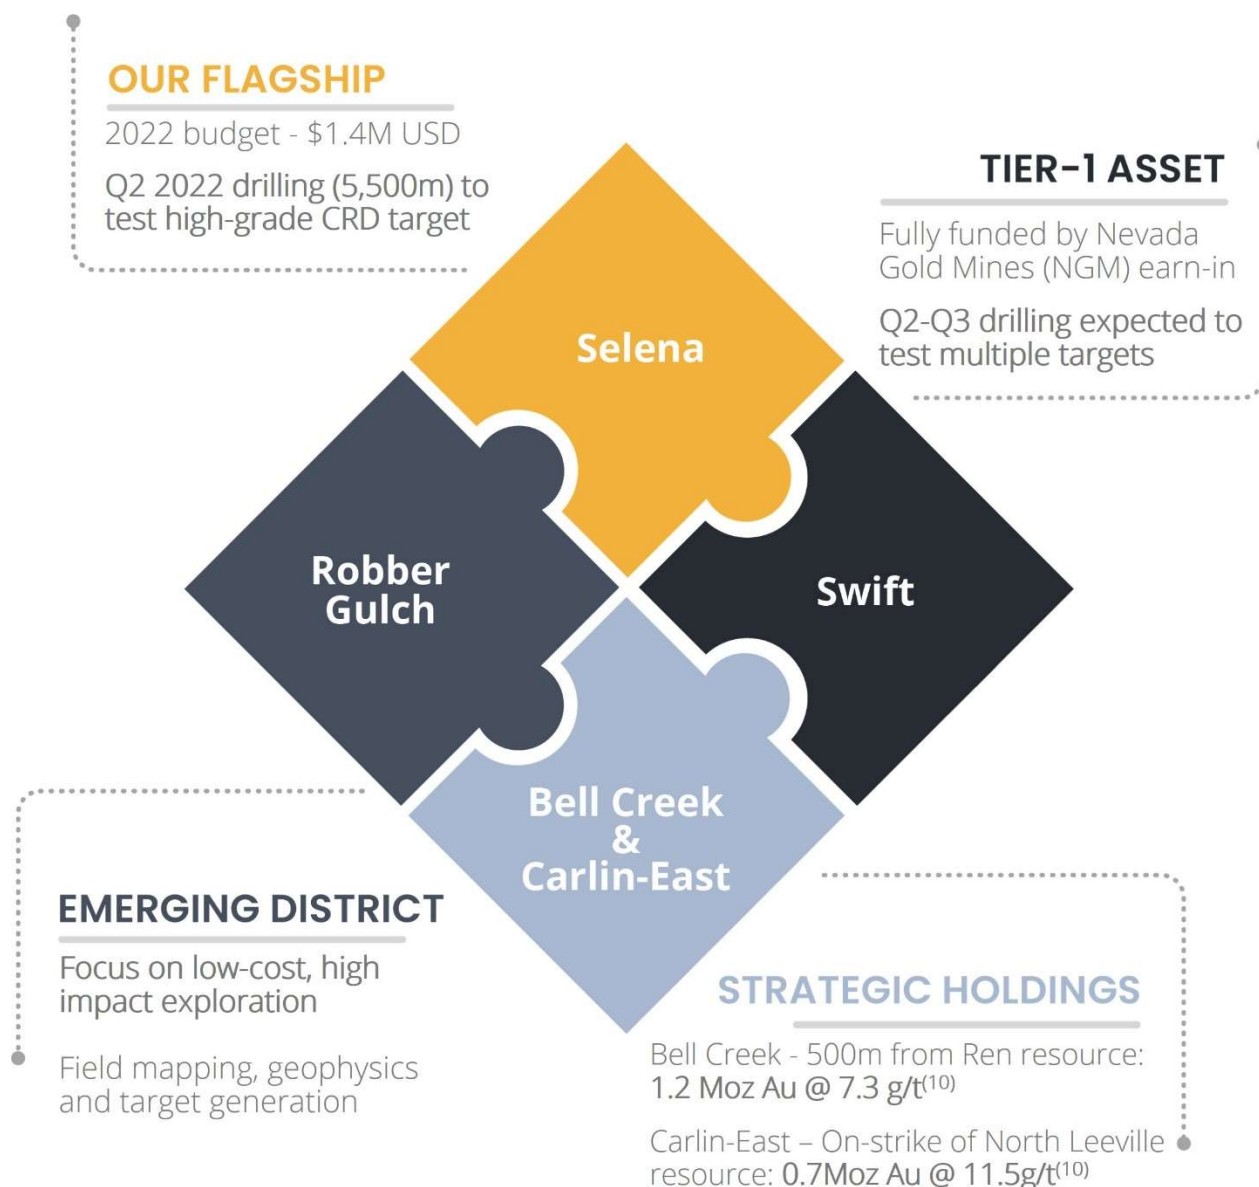 OUR FLAGSHIP
2022 budget - $1.4M USD
Q2 2022 drilling (5,500m) to
test high-grade CRD target
TIER-1 ASSET
Fully funded by Nevada
Gold Mines (NGM) earn-in
Q2-Q3 drilling expected to
test multiple targets
Selena
Robber
Gulch
Swift
Bell Creek
&
Carlin-East
EMERGING DISTRICT
Focus on low-cost, high
impact exploration
Field mapping, geophysics
and target generation
STRATEGIC HOLDINGS
Bell Creek - 500m from Ren resource:
1.2 Moz Au @ 7.3 g/t(10)
Carlin-East – On-strike of North Leeville
resource: 0.7Moz Au @ 11.5g/t(10)